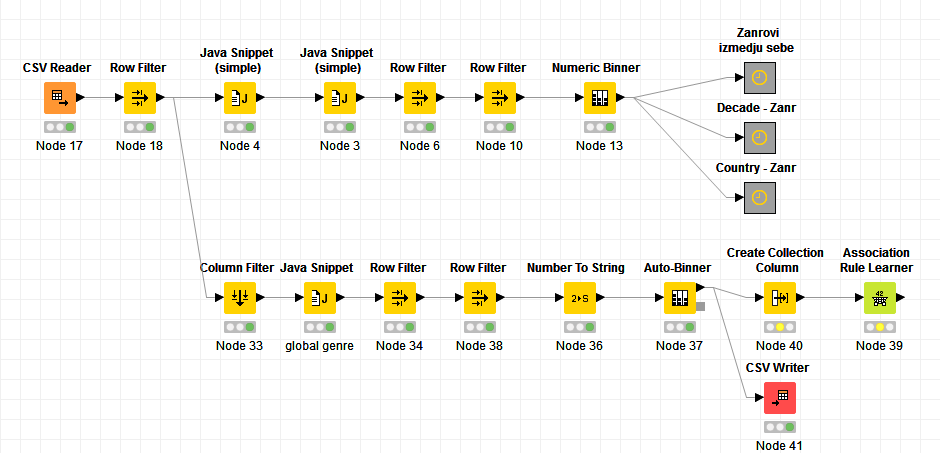 Zanrovi
izmedju sebe
CSV Reader
Row Filter
Java Snippet
(simple)
Java Snippet
(simple)
Row Filter
Row Filter
Numeric Binner
Node 17
Node 18
Node 4
Node 3
Node 6
Node 10
Node 13
Decade - Zanr
Country - Zanr
Column Filter
Java Snippet
Row Filter
Row Filter
Number To String
Auto-Binner
Create Collection
Column
Association
Rule Learner
Node 33
global genre
Node 34
Node 38
Node 36
Node 37
Node 40
Node 39
CSV Writer
Node 41